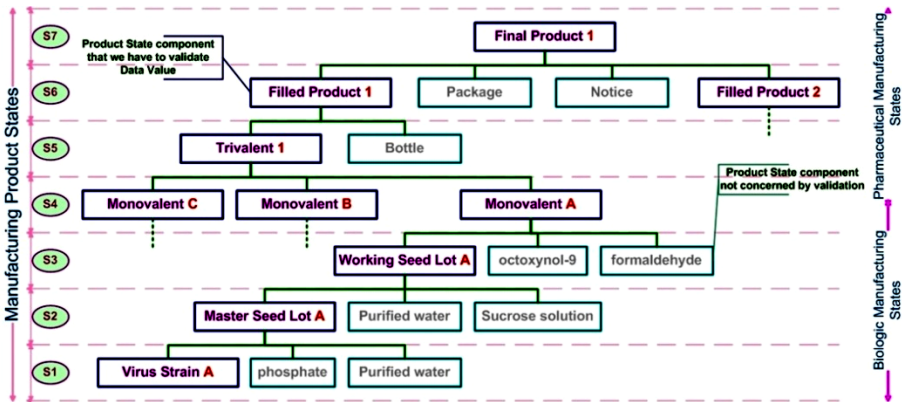 S7
Final Product 1
Product State component
that we have to validate
Data Value
S6
Filled Product 1
Package
Notice
Filled Product 2
S5
Trivalent 1
Bottle
Product State component
not concerned by validation
S4
Monovalent C
Monovalent B
Monovalent A
S3
Working Seed Lot A
octoxynol-9
formaldehyde
S2
Master Seed Lot A
Purified water
Sucrose solution
S1
Virus Strain A
phosphate
Purified water
Manufacturing Product States
Pharmaceutical Manufacturing
States
Biologic Manufacturing
States